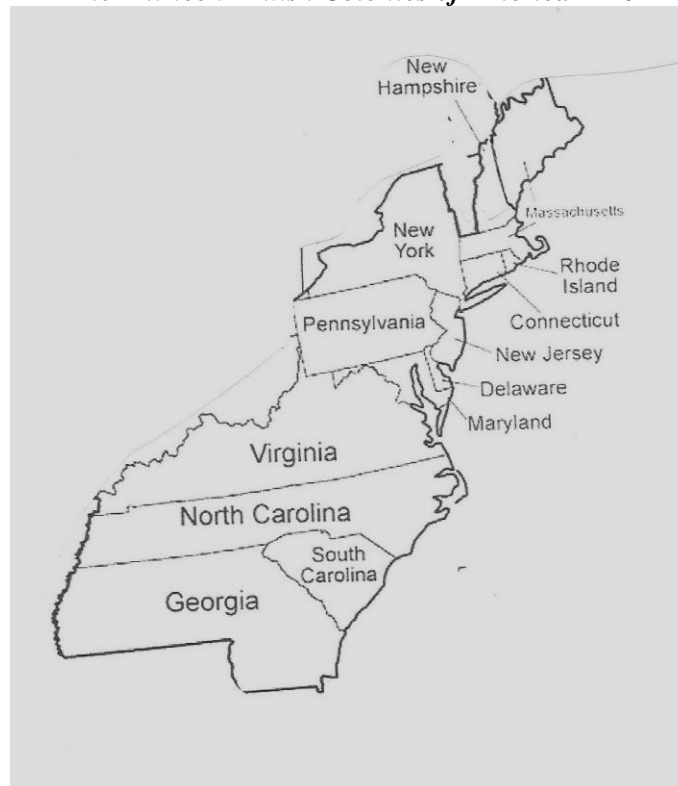 New
Hampshire
Massachusetts
New
York
Rhode
Island
Pennsylvania
Connecticut
New Jersey
Delaware
Maryland
Virginia
North Carolina
South
Carolina
Georgia